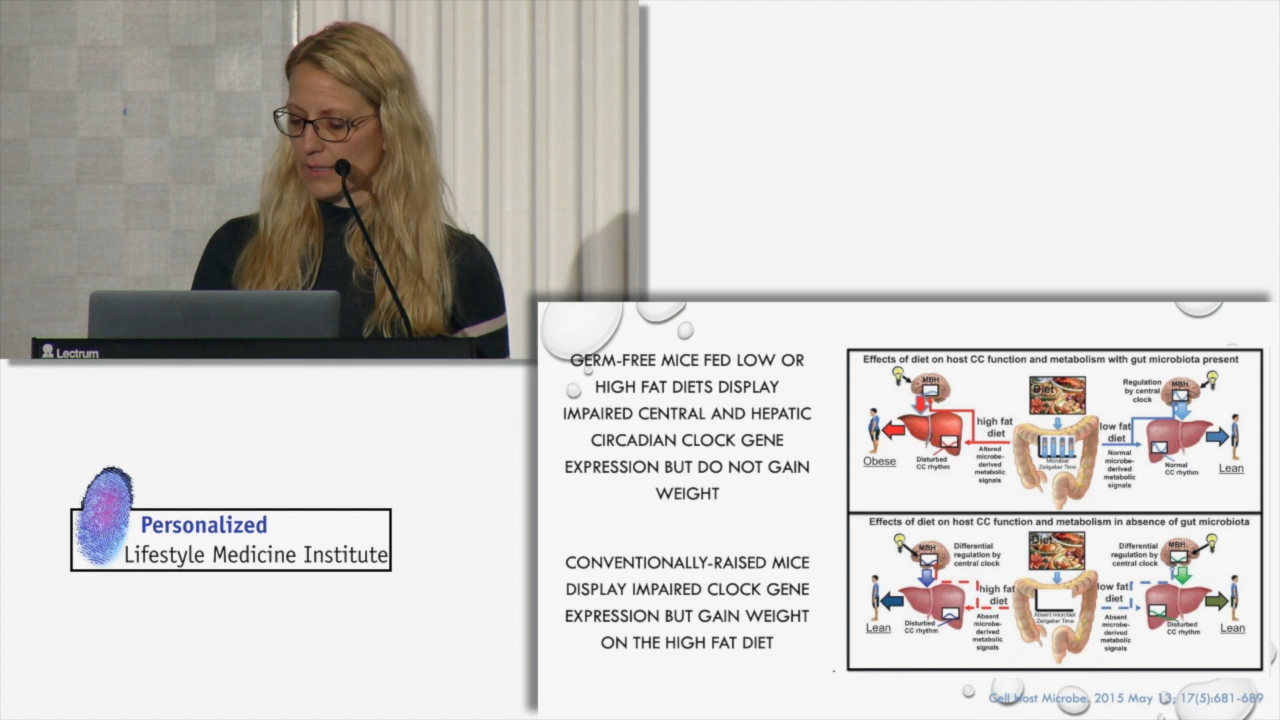 Lectrum
Personalized
Lifestyle Medicine Institute
GERM-FREE MICE FED LOW OR
HIGH FAT DIETS DISPLAY
IMPAIRED CENTRAL AND HEPATIC
CIRCADIAN CLOCK GENE
EXPRESSION BUT DO NOT GAIN
WEIGHT
CONVENTIONALLY-RAISED MICE
DISPLAY IMPAIRED CLOCK GENE
EXPRESSION BUT GAIN WEIGHT
ON THE HIGH FAT DIET
Effects of diet on host CC function and metabolism with gut microbiota present
MBH
Diet
Regulation
by central
clock
MBH
high fat
diet
low fat
diet
Obese
Disturbed
CC rhythm
Altered
microbe-
derived
metabolic
signals
Microbial
Zeitgeber Time
Normal
microbe-
derived
metabolic
signals
Normal
CC rhythm
Lean
Effects of diet on host CC function and metabolism in absence of gut microbiota
MBH
Differential
regulation by
central clock
Diet
Differential
regulation by
central clock
MBH
high fat
diet
low fat
diet
Lean
Disturbed
CC rhythm
Absent
microbe-
derived
metabolic
signals
Absent microbial
Zeitgeber Time
Absent
microbe-
derived
metabolic
signals
Disturbed
CC rhythm
Lean
Cell Host Microbe. 2015 May 13; 17(5):681-689